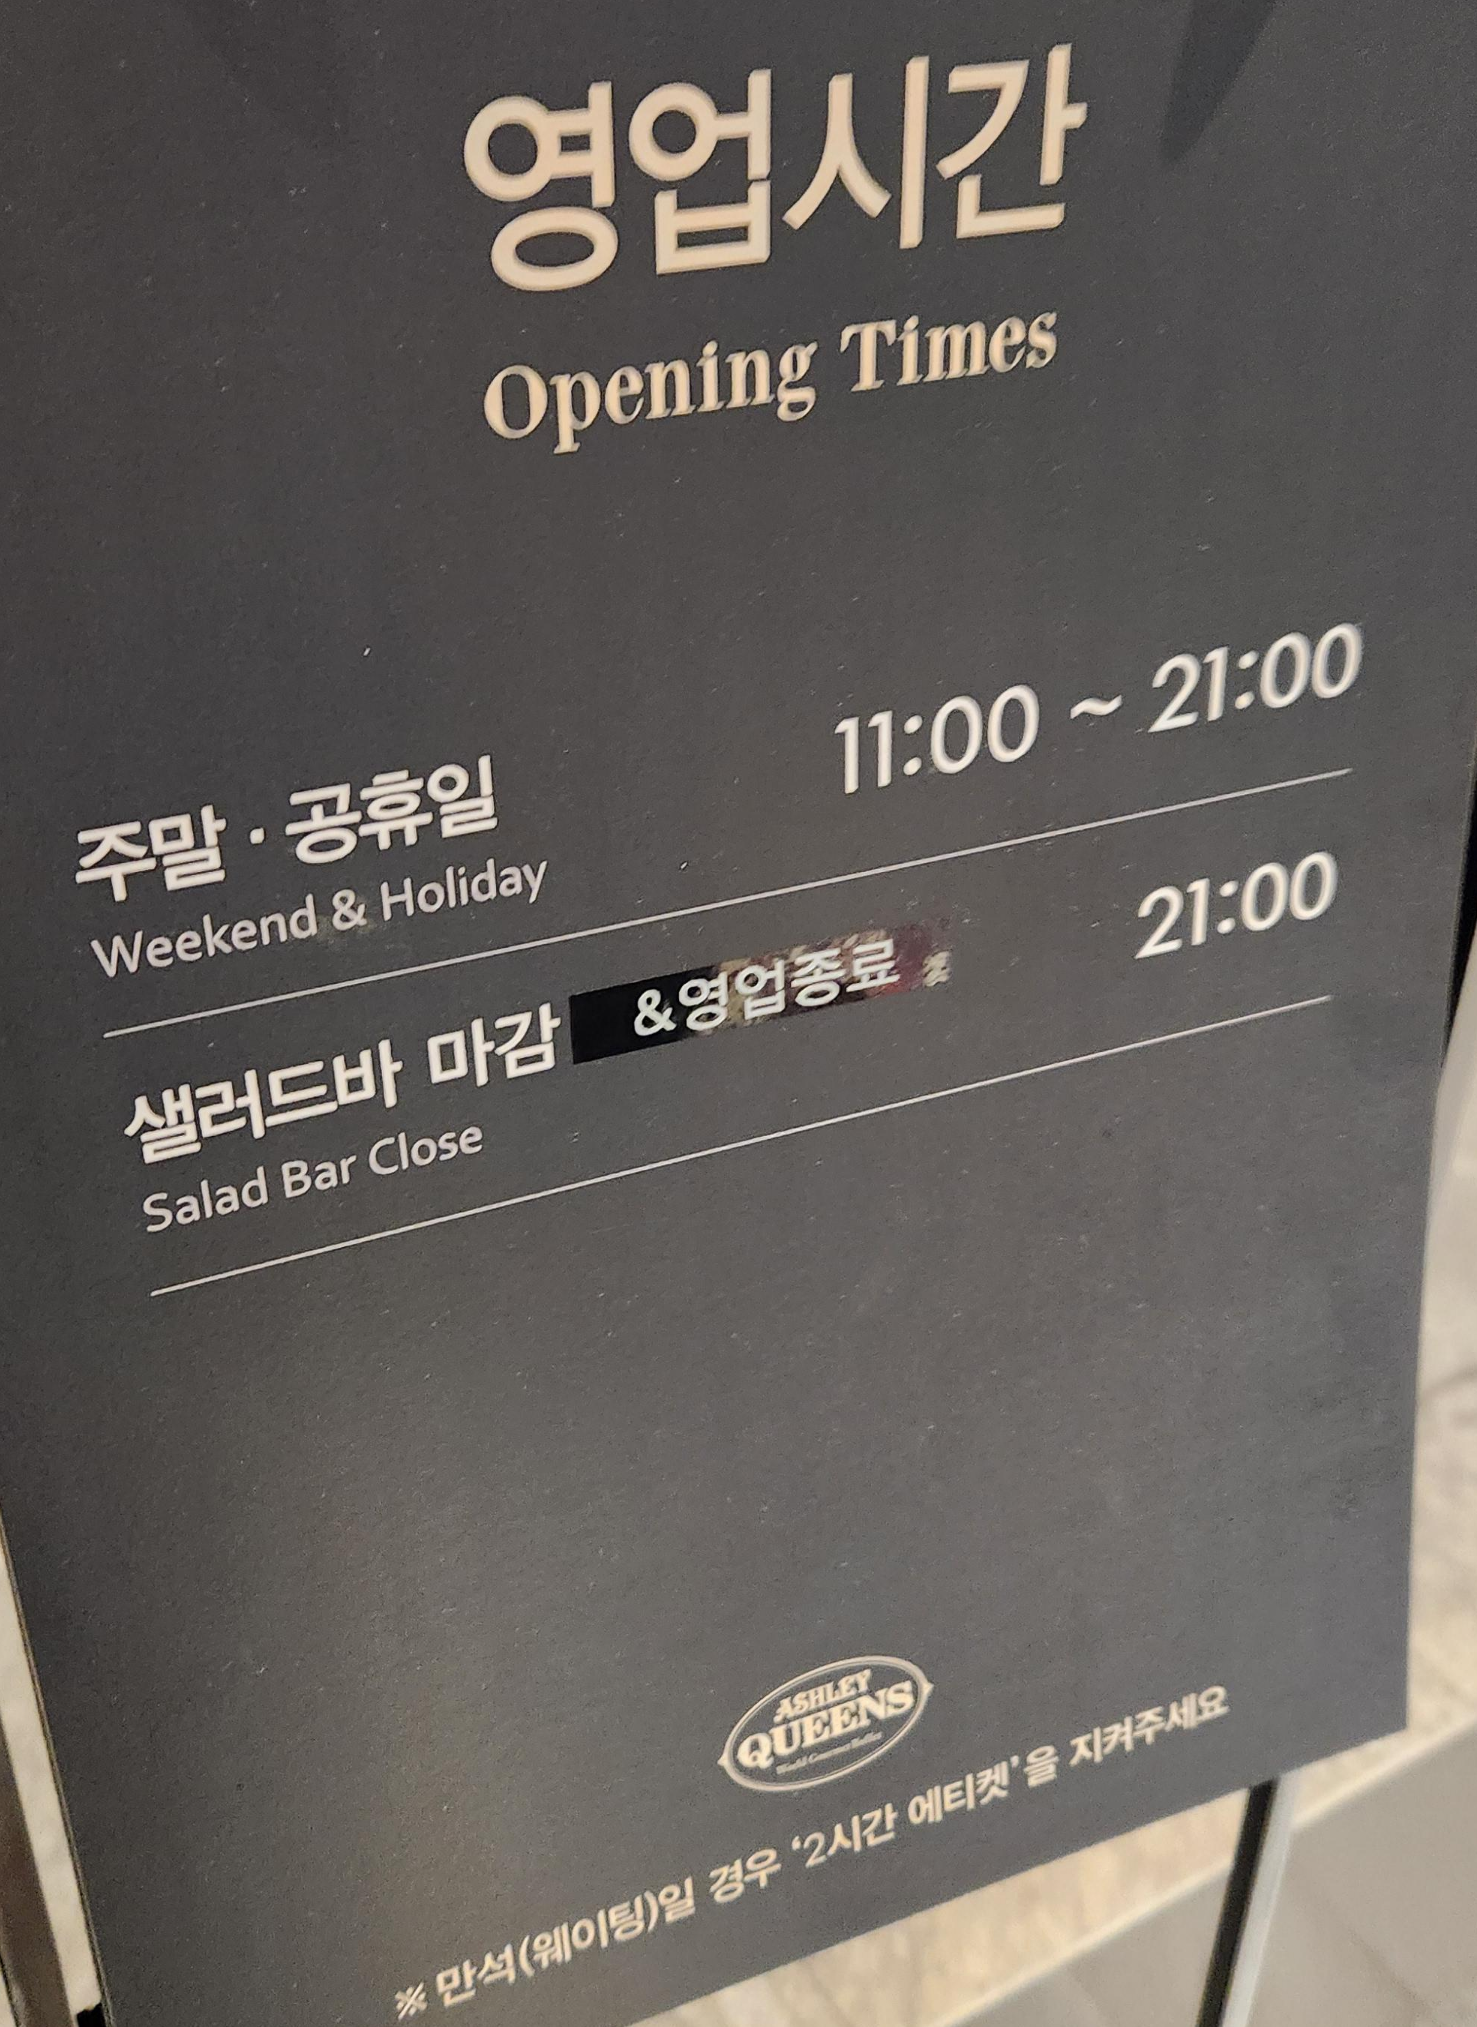 영업시간
Opening Times
주말 · 공휴일 11:00 ~ 21:00
Weekend & Holiday
샐러드바 마감 &영업종료 21:00
Salad Bar Close
ASHLEY
QUEENS
※ 만석(웨이팅)일 경우 ‘2시간 에티켓’을 지켜주세요